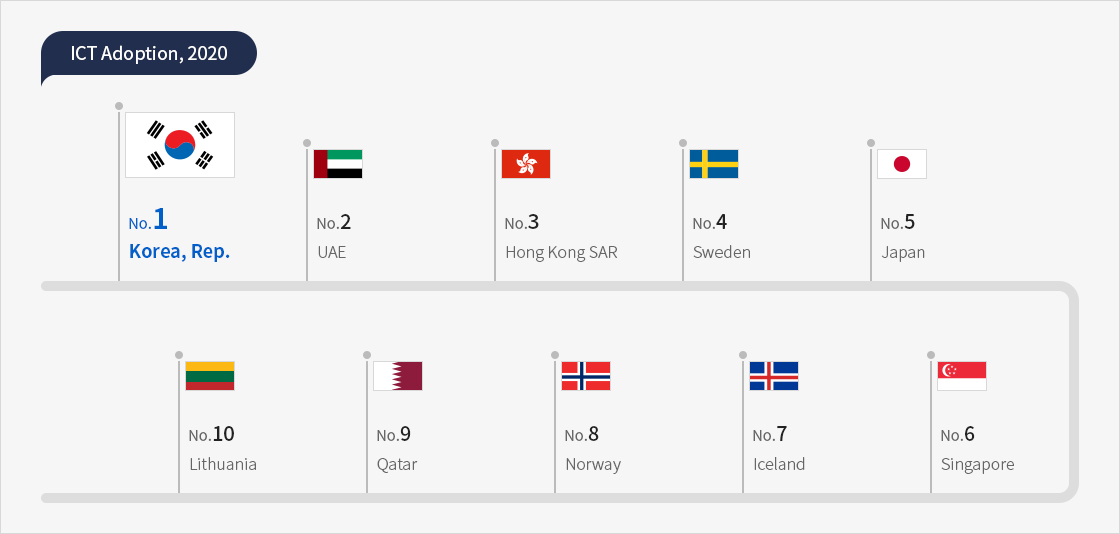 ICT Adoption, 2020
No.1
Korea, Rep.
No.2
UAE
No.3
Hong Kong SAR
No.4
Sweden
No.5
Japan
No.10
Lithuania
No.9
Qatar
No.8
Norway
No.7
Iceland
No.6
Singapore